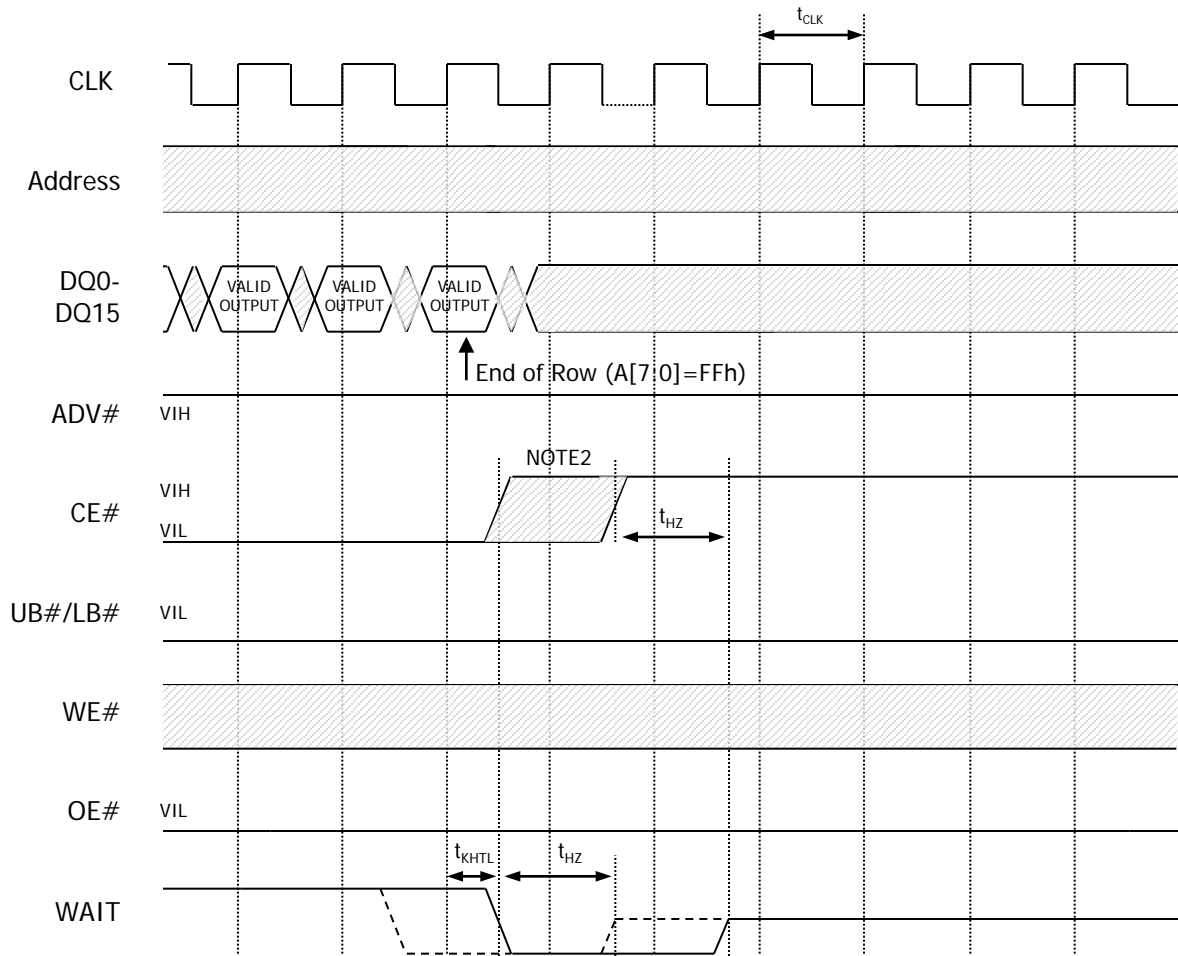 tCLK
CLK
Address
DQ0-
DQ15
VALID
OUTPUT
VALID
OUTPUT
VALID
OUTPUT
End of Row (A[7:0]=FFh)
ADV#
VIH
NOTE2
CE#
VIH
VIL
tHZ
UB#/LB#
VIL
WE#
OE#
VIL
tKHTL
tHZ
WAIT